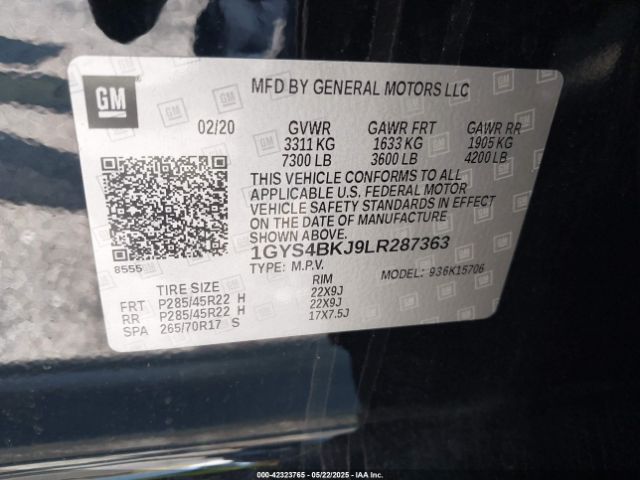 GM
MFD BY GENERAL MOTORS LLC
02/20 GVWR GAWR FRT GAWR RR
3311 KG 1633 KG 1905 KG
7300 LB 3600 LB 4200 LB
THIS VEHICLE CONFORMS TO ALL
APPLICABLE U.S. FEDERAL MOTOR
VEHICLE SAFETY STANDARDS IN EFFECT
ON THE DATE OF MANUFACTURE
SHOWN ABOVE.
8555
1GYS4BKJ9LR287363
TYPE: M.P.V. MODEL: 936K15706
TIRE SIZE RIM
FRT P285/45R22 H 22X9J
RR P285/45R22 H 22X9J
SPA 265/70R17 S 17X7.5J
000-42323765 - 05/22/2025 - IAAI.COM